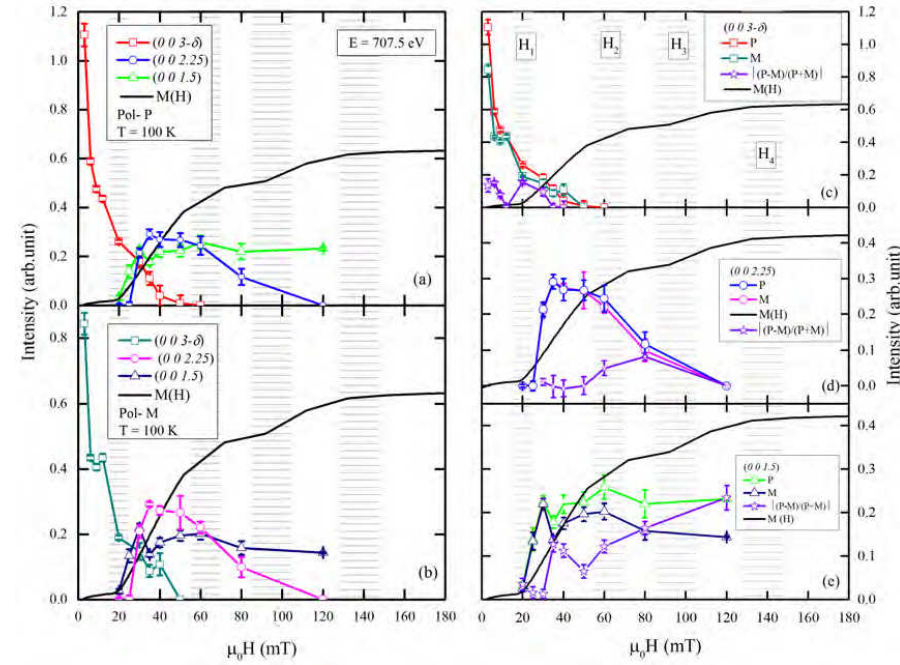 1.2
1.0
0.8
0.6
0.4
0.2
0.0
(0 0 3-δ)
(0 0 2.25)
(0 0 1.5)
M(H)
Pol- P
T = 100 K
E = 707.5 eV
(a)
0.8
0.6
0.4
0.2
0.0
(0 0 3-δ)
(0 0 2.25)
(0 0 1.5)
M(H)
Pol- M
T = 100 K
(b)
Intensity (arb.unit)
0 20 40 60 80 100 120 140 160 180
μ₀H (mT)
1.2
1.0
0.8
0.6
0.4
0.2
0.0
H₁
H₂
H₃
H₄
(0 0 3-δ)
P
M
|(P-M)/(P+M)|
M(H)
(c)
0.4
0.3
0.2
0.1
0.0
(0 0 2.25)
P
M
M(H)
|(P-M)/(P+M)|
(d)
0.4
0.3
0.2
0.1
0.0
(0 0 1.5)
P
M
|(P-M)/(P+M)|
M (H)
(e)
Intensity (arb.unit)
0 20 40 60 80 100 120 140 160 180
μ₀H (mT)